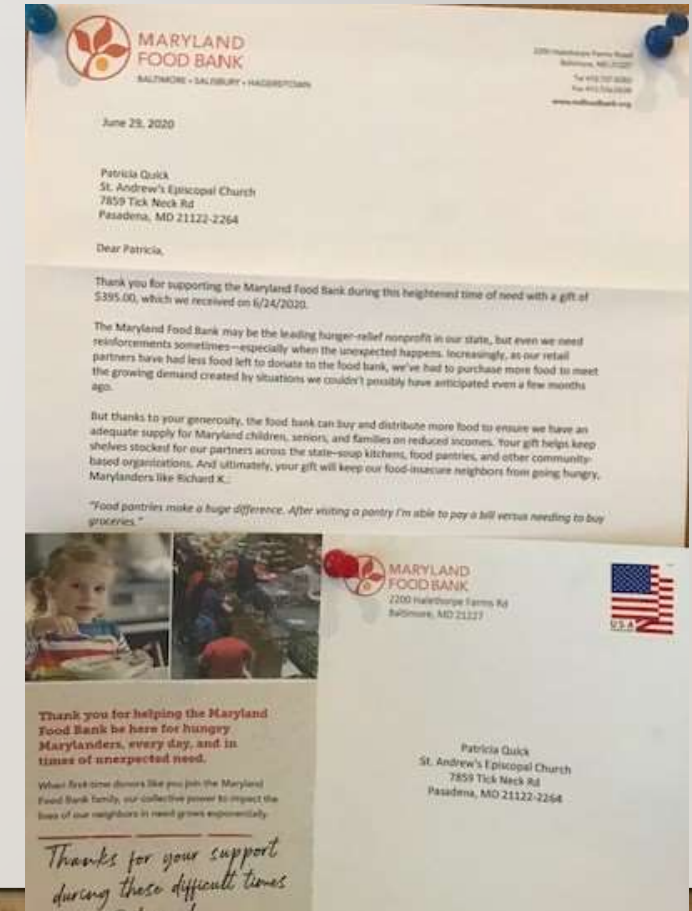 MARYLAND
FOOD BANK
BALTIMORE • SALISBURY • HAGERSTOWN
2200 Halethorpe Farms Road
Baltimore, MD 21227
www.mdfoodbank.org
June 29, 2020
Patricia Quick
St. Andrew's Episcopal Church
7859 Tick Neck Rd
Pasadena, MD 21122-2264
Dear Patricia,
Thank you for supporting the Maryland Food Bank during this heightened time of need with a gift of
$395.00, which we received on 6/24/2020.
The Maryland Food Bank may be the leading hunger-relief nonprofit in our state, but even we need
reinforcements sometimes—especially when the unexpected happens. Increasingly, as our retail
partners have had less food left to donate to the food bank, we've had to purchase more food to meet
the growing demand created by situations we couldn't possibly have anticipated even a few months
ago.
But thanks to your generosity, the food bank can buy and distribute more food to ensure we have an
adequate supply for Maryland children, seniors, and families on reduced incomes. Your gift helps keep
shelves stocked for our partners across the state–soup kitchens, food pantries, and other community-
based organizations. And ultimately, your gift will keep our food-insecure neighbors from going hungry,
Marylanders like Richard K.:
"Food pantries make a huge difference. After visiting a pantry I'm able to pay a bill versus needing to buy
groceries."
MARYLAND
FOOD BANK
2200 Halethorpe Farms Rd
Baltimore, MD 21227
USA
Patricia Quick
St. Andrew's Episcopal Church
7859 Tick Neck Rd
Pasadena, MD 21122-2264
Thank you for helping the Maryland
Food Bank be here for hungry
Marylanders, every day, and in
times of unexpected need.
When first-time donors like you join the Maryland
Food Bank family, our collective power to impact the
lives of our neighbors in need grows exponentially.
Thanks for your support
during these difficult times